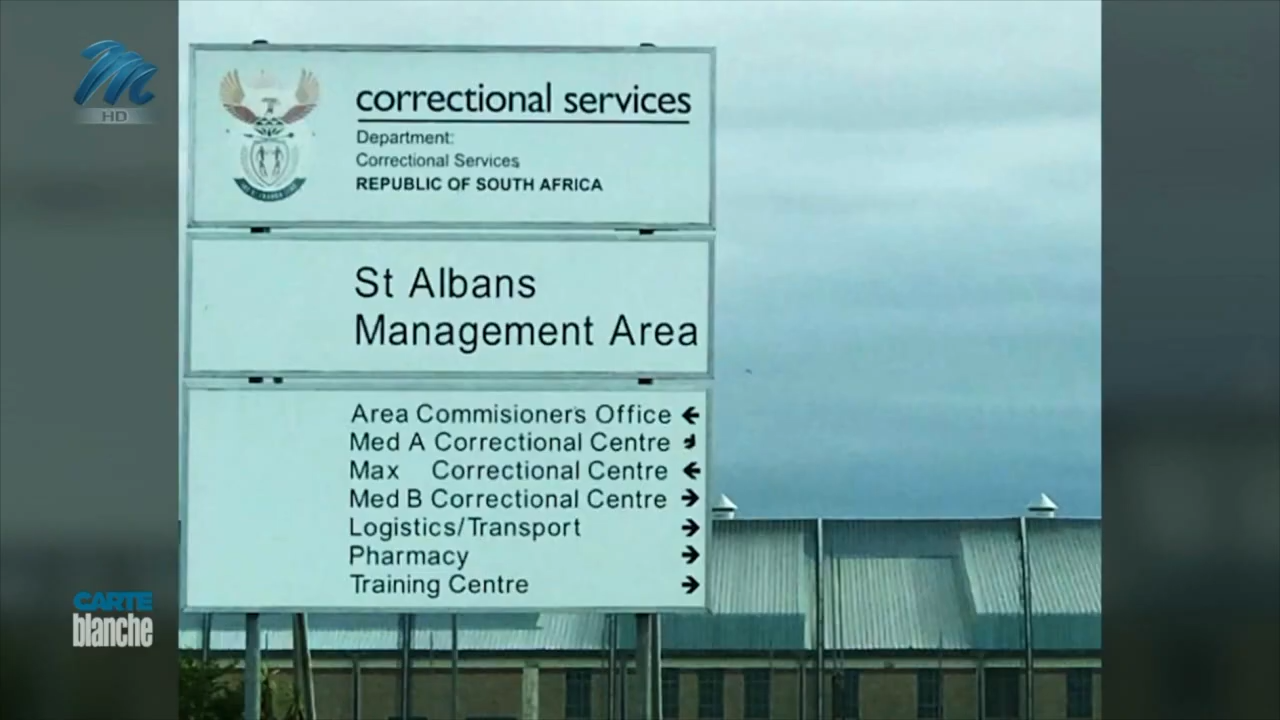 HD
correctional services
Department:
Correctional Services
REPUBLIC OF SOUTH AFRICA
St Albans
Management Area
Area Commisioners Office ←
Med A Correctional Centre
Max Correctional Centre ←
Med B Correctional Centre →
Logistics/Transport →
Pharmacy →
Training Centre →
CARTE
blanche